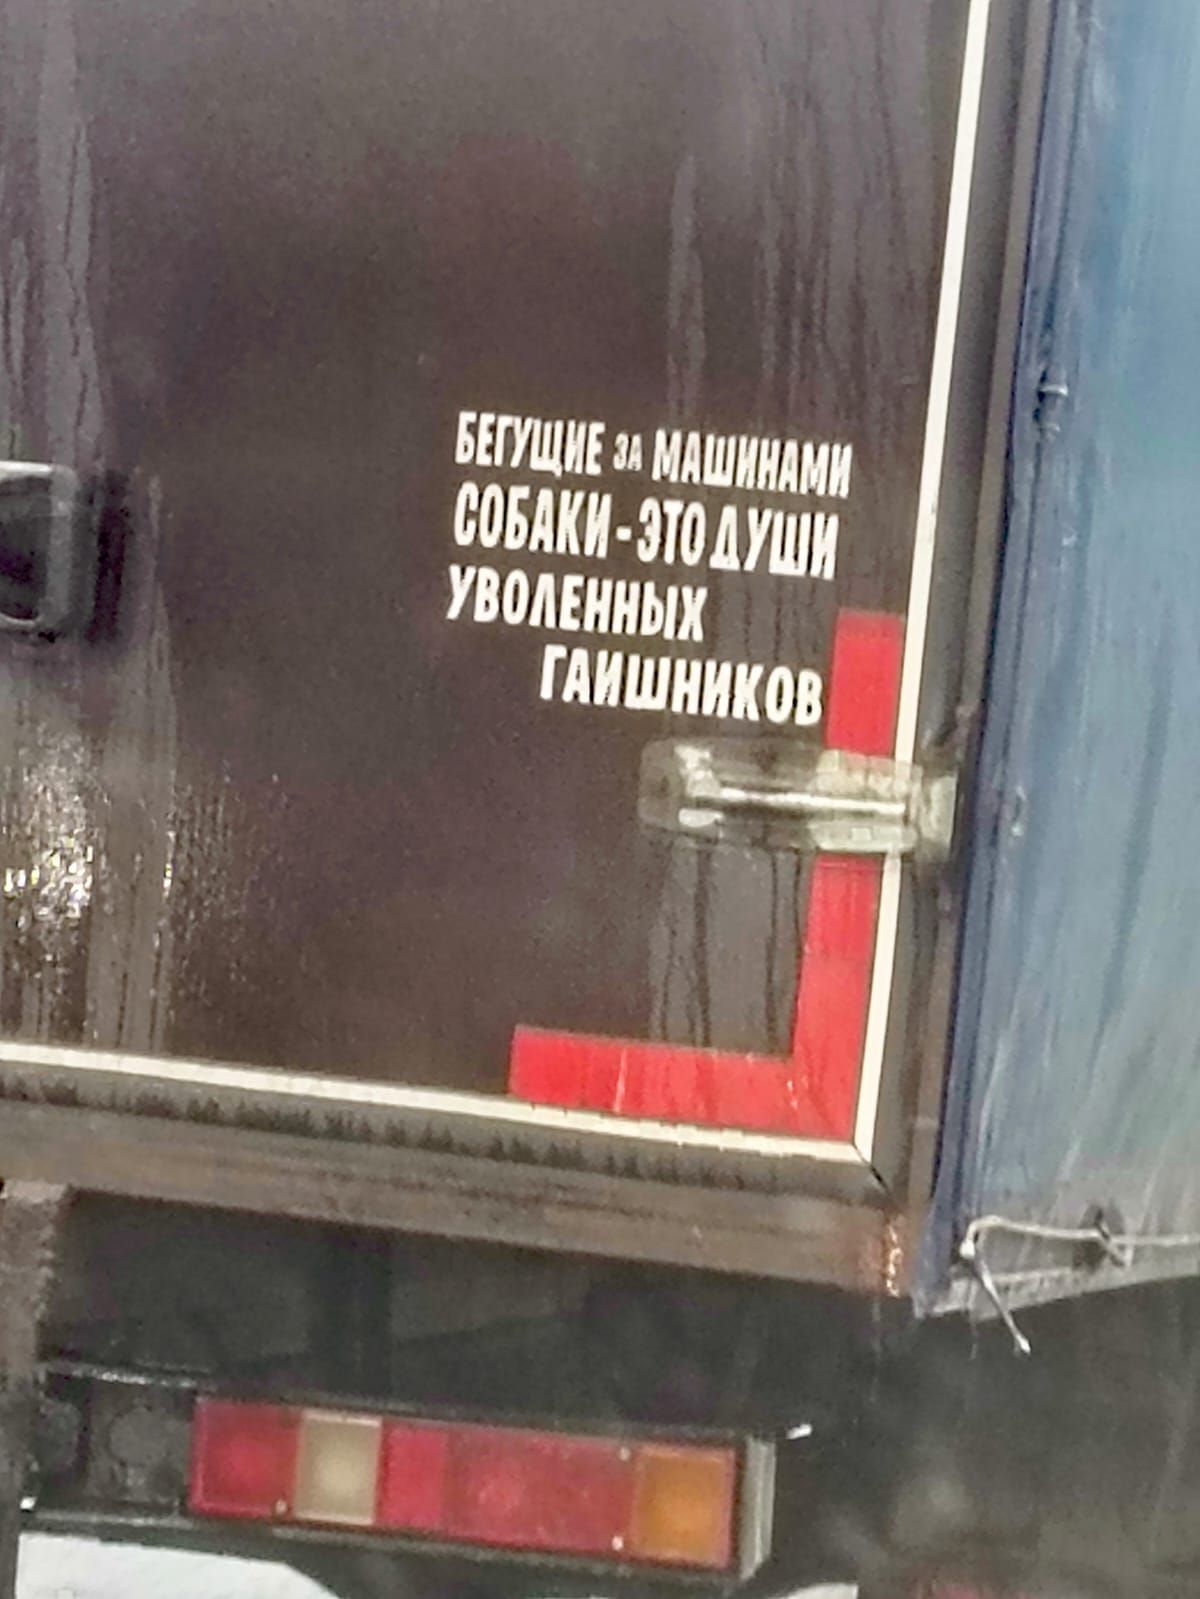 БЕГУЩИЕ ЗА МАШИНАМИ
СОБАКИ - ЭТО ДУШИ
УВОЛЕННЫХ
ГАИШНИКОВ